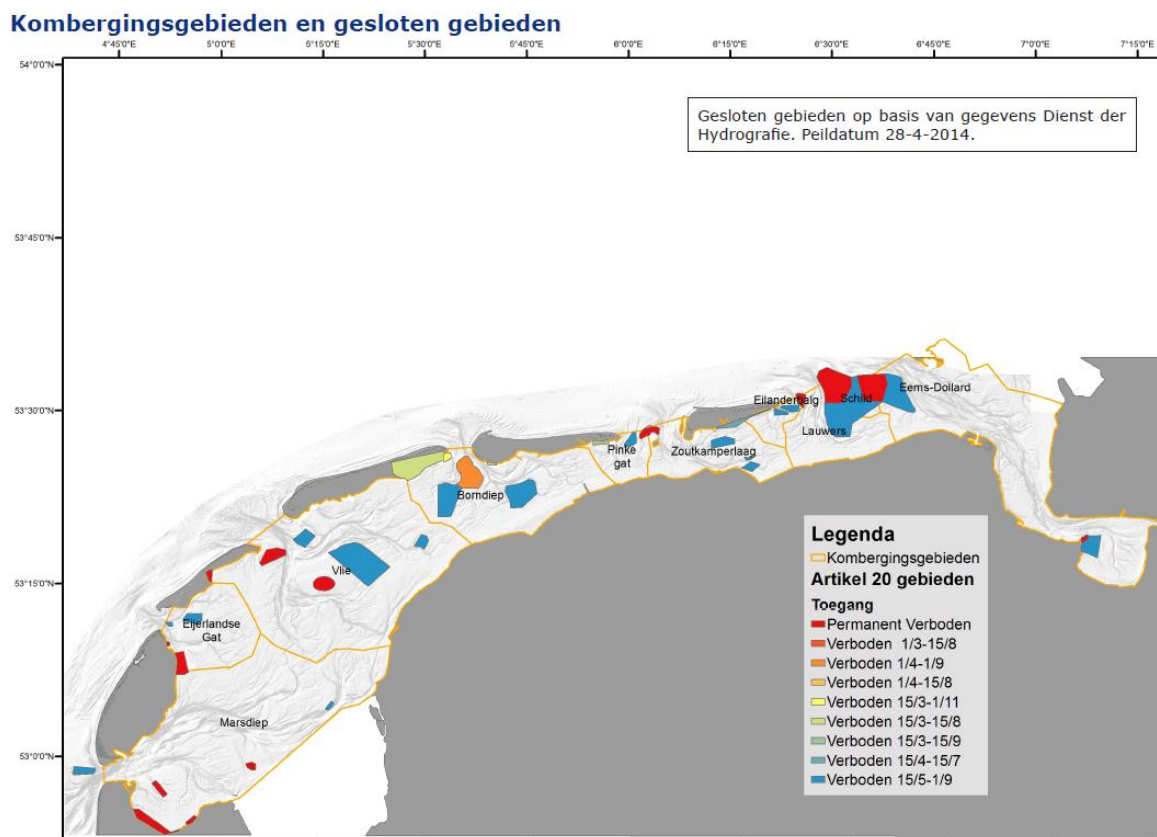 Kombergingsgebieden en gesloten gebieden
4°45'0"E 5°0'0"E 5°15'0"E 5°30'0"E 5°45'0"E 6°0'0"E 6°15'0"E 6°30'0"E 6°45'0"E 7°0'0"E 7°15'0"E
54°0'0"N
Gesloten gebieden op basis van gegevens Dienst der
Hydrografie. Peildatum 28-4-2014.
53°45'0"N
53°30'0"N
Eems-Dollard
Eilanderbalg
Schild
Lauwers
Pinke
gat
Zoutkamperlaag
Borndiep
Vlie
53°15'0"N
Eijerlandse
Gat
Marsdiep
53°0'0"N
Legenda
Kombergingsgebieden
Artikel 20 gebieden
Toegang
Permanent Verboden
Verboden 1/3-15/8
Verboden 1/4-1/9
Verboden 1/4-15/8
Verboden 15/3-1/11
Verboden 15/3-15/8
Verboden 15/3-15/9
Verboden 15/4-15/7
Verboden 15/5-1/9